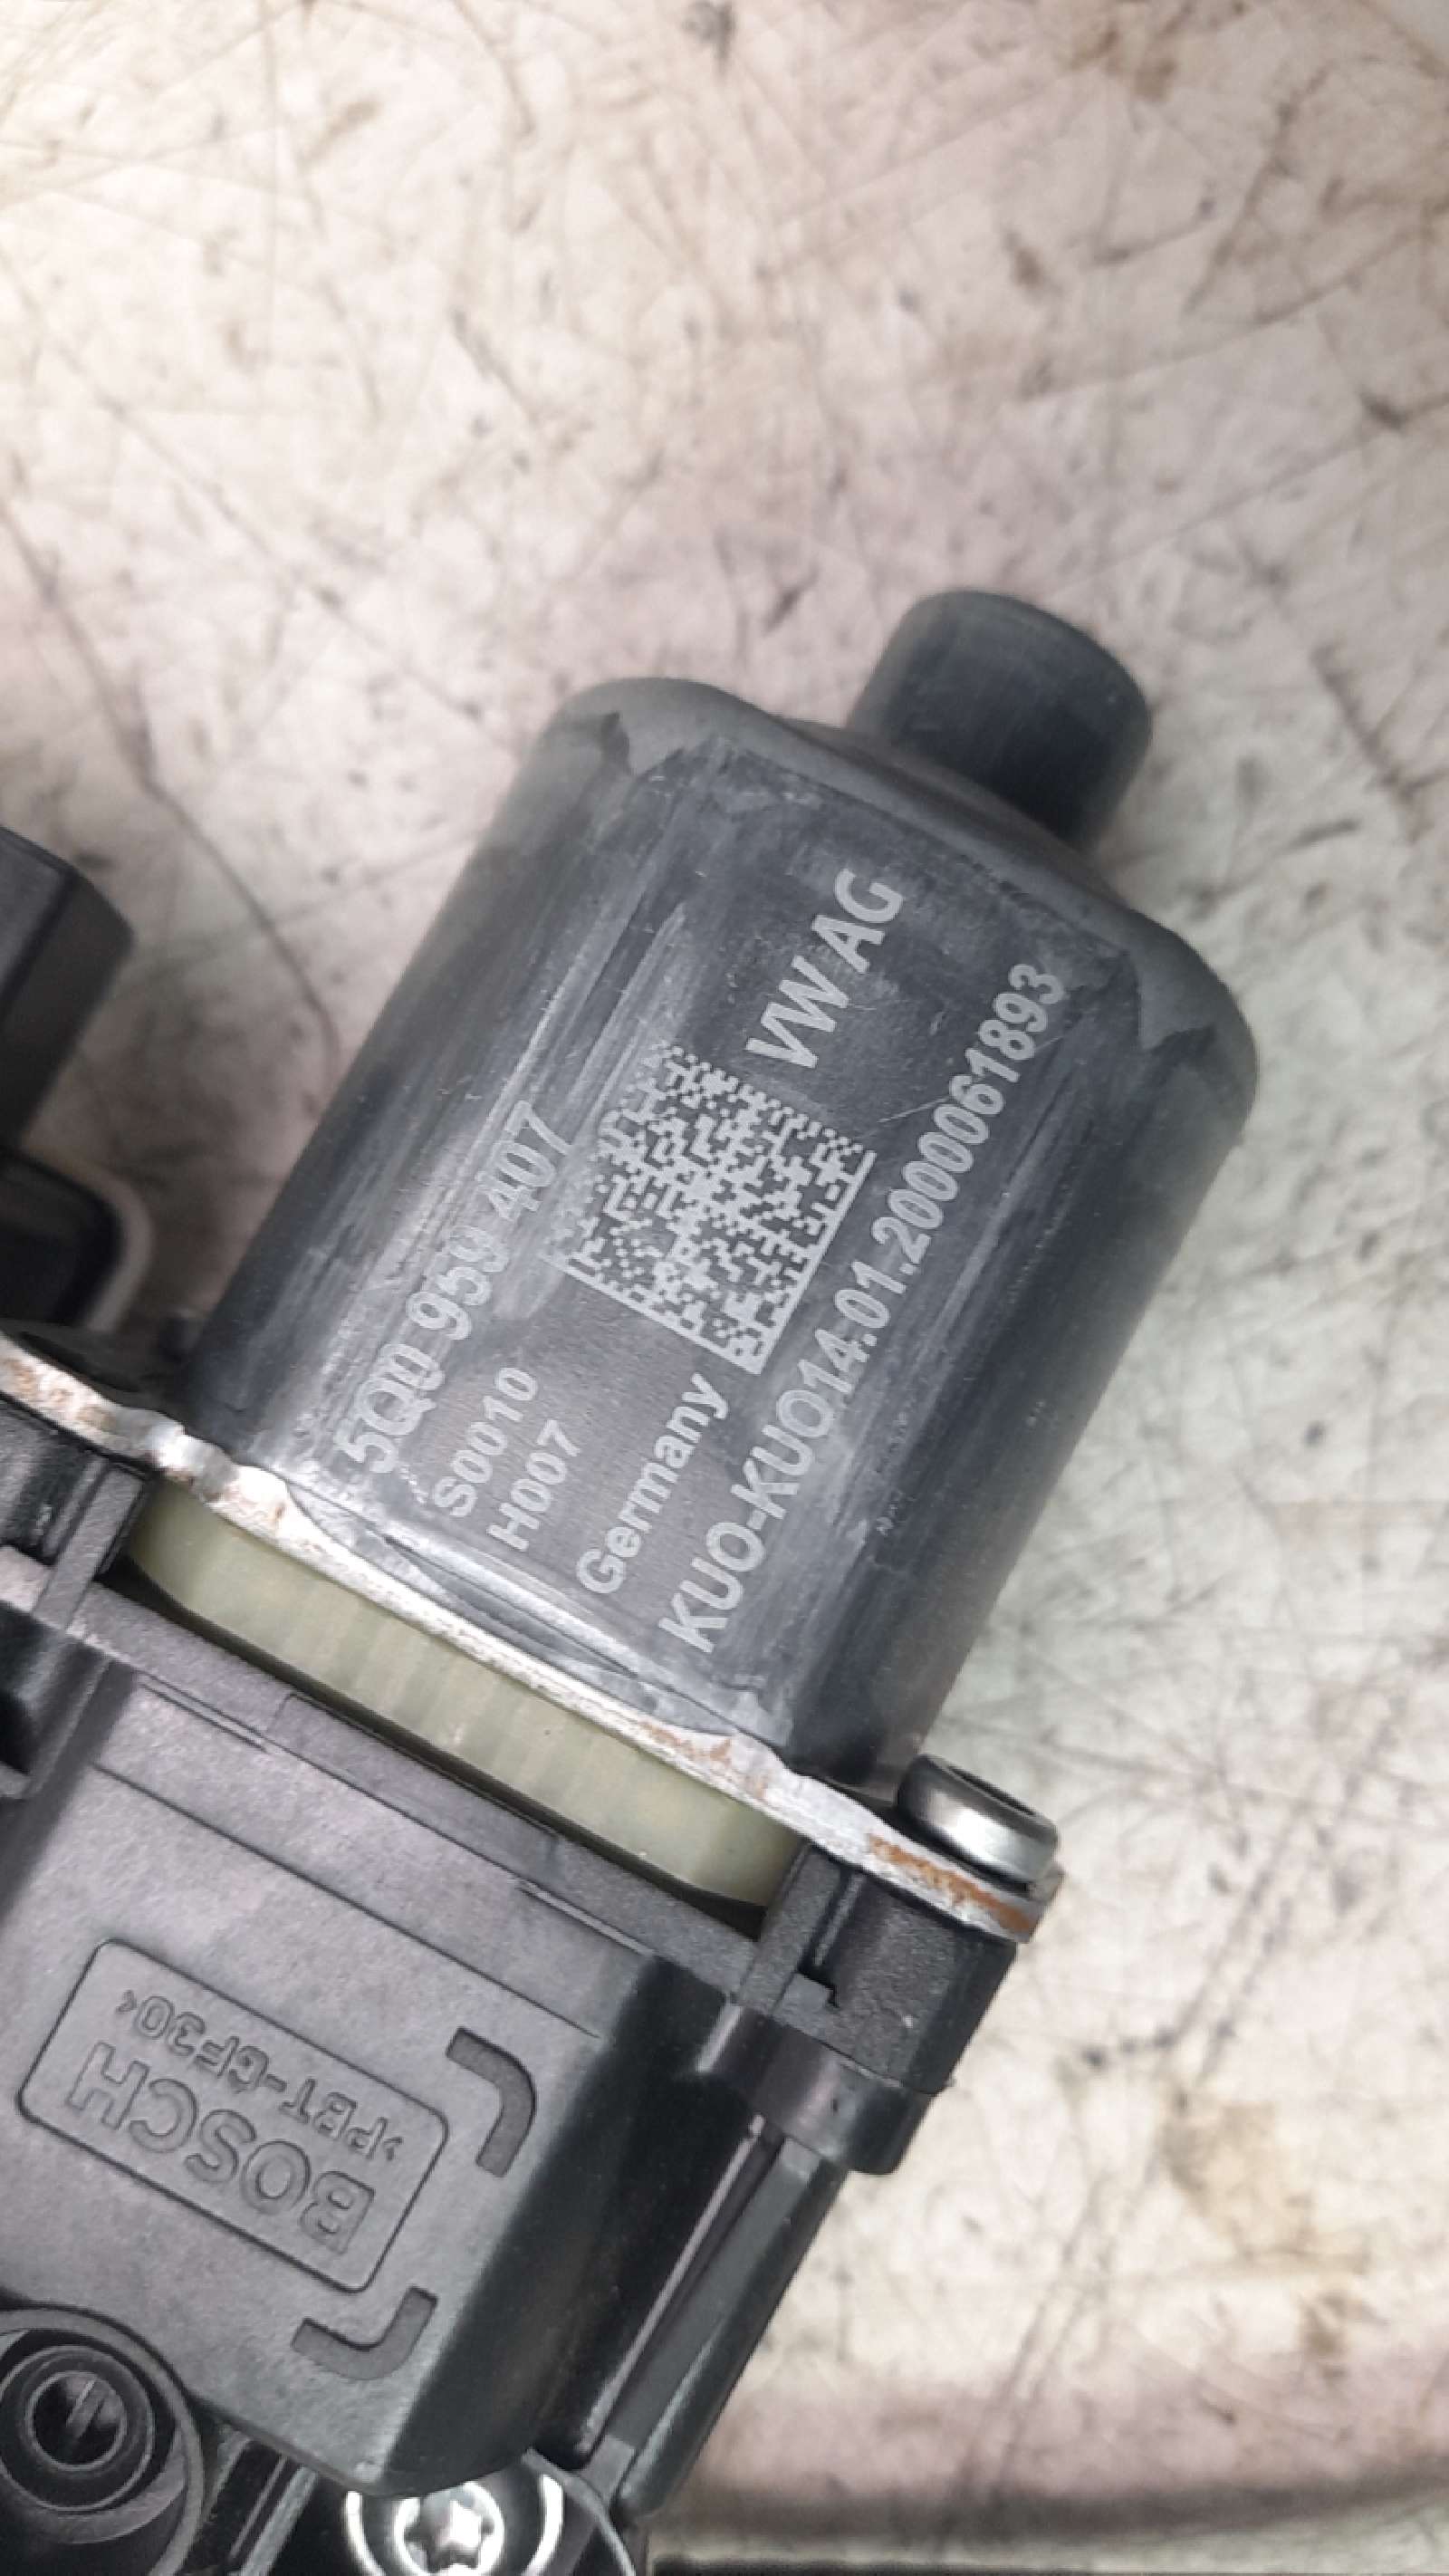 5Q0 959 407
S0010
H007
VW AG
Germany
KUO-KUO14.01.2000061893
BOSCH
>PBT-GF30<